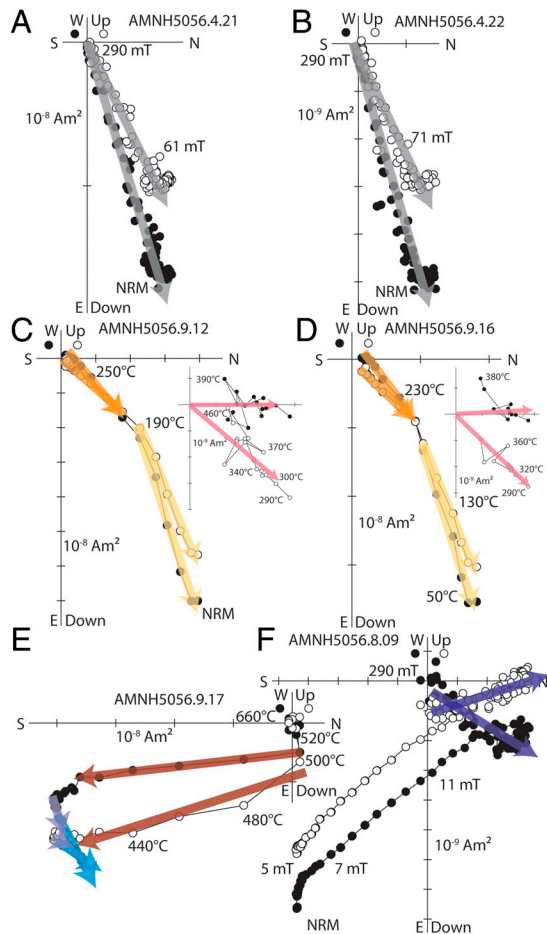 A
W Up AMNH5056.4.21
S N
290 mT
10-8 Am2
61 mT
NRM
E Down
B
W Up AMNH5056.4.22
S N
290 mT
10-9 Am2
71 mT
NRM
E Down
C
W Up AMNH5056.9.12
S N
250°C
190°C
10-8 Am2
NRM
E Down
390°C
460°C
10-9 Am2
370°C
340°C
300°C
290°C
D
W Up AMNH5056.9.16
S N
230°C
130°C
10-8 Am2
50°C
E Down
380°C
360°C
10-9 Am2
320°C
290°C
E
AMNH5056.9.17
W Up
660°C
S N
10-8 Am2
520°C
500°C
E Down
480°C
440°C
F
AMNH5056.8.09
W Up
290 mT
S N
11 mT
5 mT 7 mT
10-9 Am2
NRM
E Down